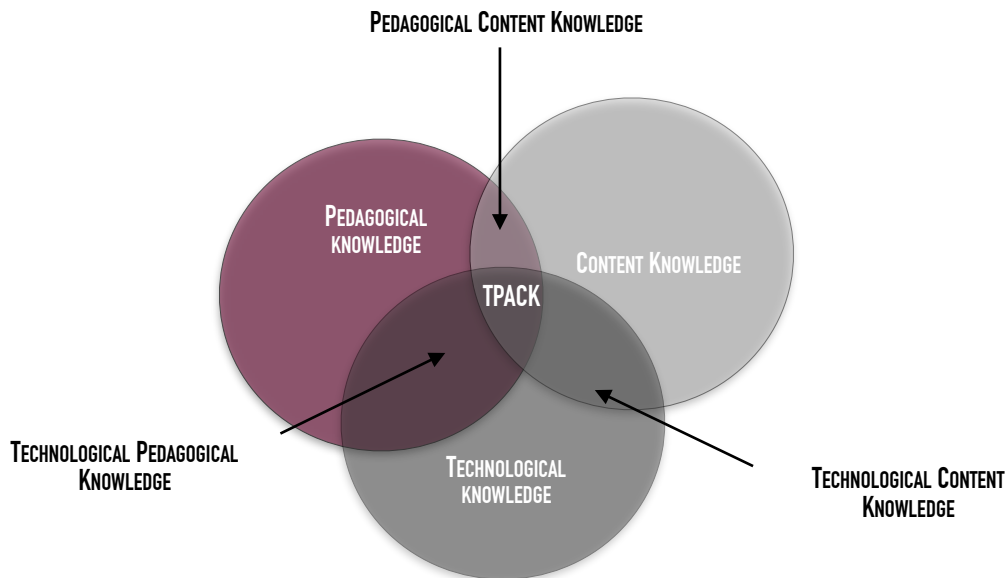 Pedagogical Content Knowledge
Pedagogical
knowledge
Content Knowledge
TPACK
Technological Pedagogical
Knowledge
Technological
knowledge
Technological Content
Knowledge